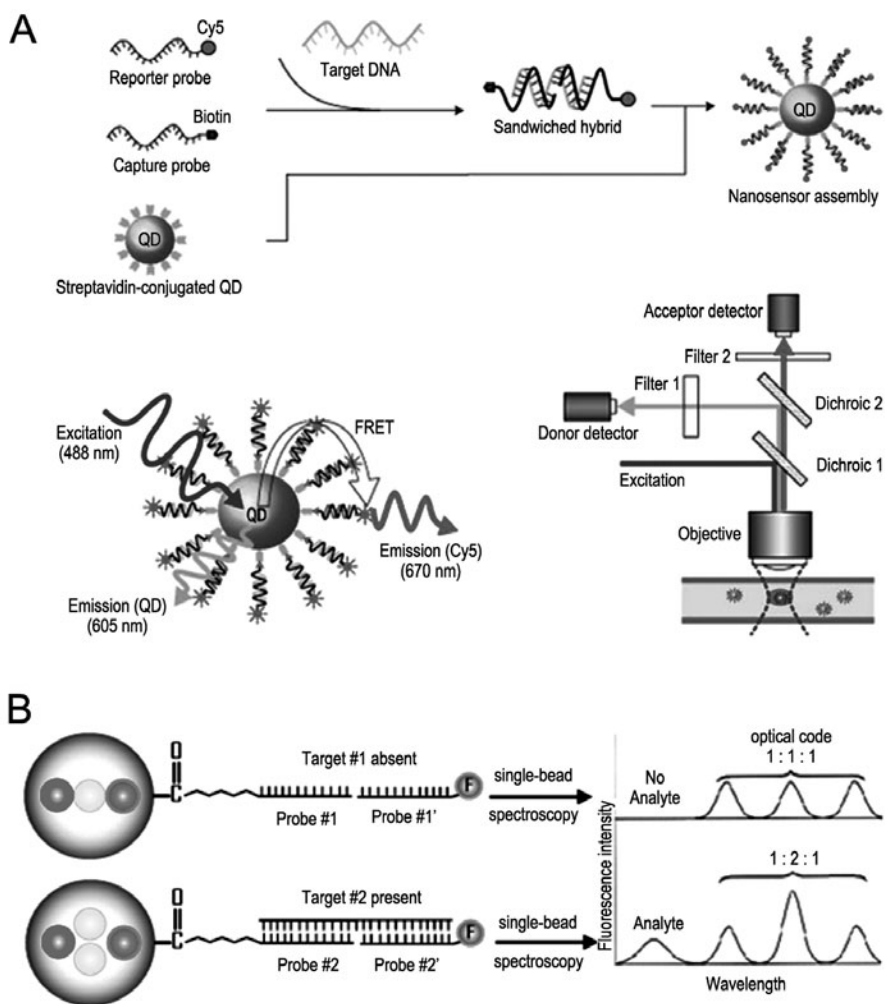 A
Cy5
Reporter probe
Target DNA
Biotin
Capture probe
Sandwiched hybrid
QD
Nanosensor assembly
QD
Streptavidin-conjugated QD
Excitation
(488 nm)
FRET
QD
Emission (Cy5)
(670 nm)
Emission (QD)
(605 nm)
Acceptor detector
Filter 2
Filter 1
Dichroic 2
Donor detector
Dichroic 1
Excitation
Objective
B
O
C
Target #1 absent
F
Probe #1
Probe #1'
single-bead
spectroscopy
O
C
Target #2 present
F
Probe #2
Probe #2'
single-bead
spectroscopy
Fluorescence intensity
optical code
1 : 1 : 1
No
Analyte
1 : 2 : 1
Analyte
Wavelength